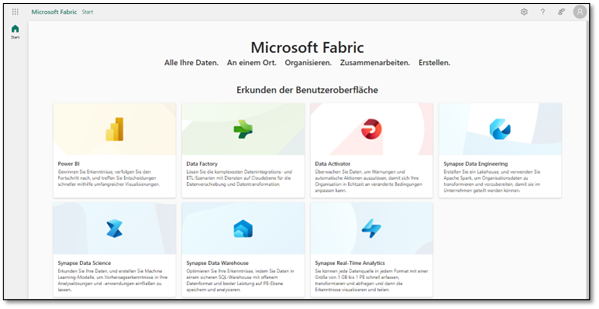 Microsoft Fabric Start
Start
Microsoft Fabric
Alle Ihre Daten. An einem Ort. Organisieren. Zusammenarbeiten. Erstellen.
Erkunden der Benutzeroberfläche
Power BI
Gewinnen Sie Erkenntnisse, verfolgen Sie den
Fortschritt nach, und treffen Sie Entscheidungen
schneller mithilfe umfangreicher Visualisierungen.
Data Factory
Lösen Sie die komplexesten Datenintegrations- und
ETL-Szenarien mit Diensten auf Cloudebene für die
Datenverschiebung und Datentransformation.
Data Activator
Überwachen Sie Daten, um Warnungen und
automatische Aktionen auszulösen, damit sich Ihre
Organisation in Echtzeit an veränderte Bedingungen
anpassen kann.
Synapse Data Engineering
Erstellen Sie ein Lakehouse, und verwenden Sie
Apache Spark, um Organisationsdaten zu
transformieren und vorzubereiten, damit sie im
Unternehmen geteilt werden können.
Synapse Data Science
Erkunden Sie Ihre Daten, und erstellen Sie Machine
Learning-Modelle, um Vorhersageerkenntnisse in Ihre
Analyselösungen und -anwendungen einfließen zu
lassen.
Synapse Data Warehouse
Optimieren Sie Ihre Erkenntnisse, indem Sie Daten in
einem sicheren SQL-Warehouse mit offenem
Datenformat und bester Leistung auf PB-Ebene
speichern und analysieren.
Synapse Real-Time Analytics
Sie können jede Datenquelle in jedem Format mit einer
Größe von 1 GB bis 1 PB schnell erfassen,
transformieren und abfragen und dann die
Erkenntnisse visualisieren und teilen.